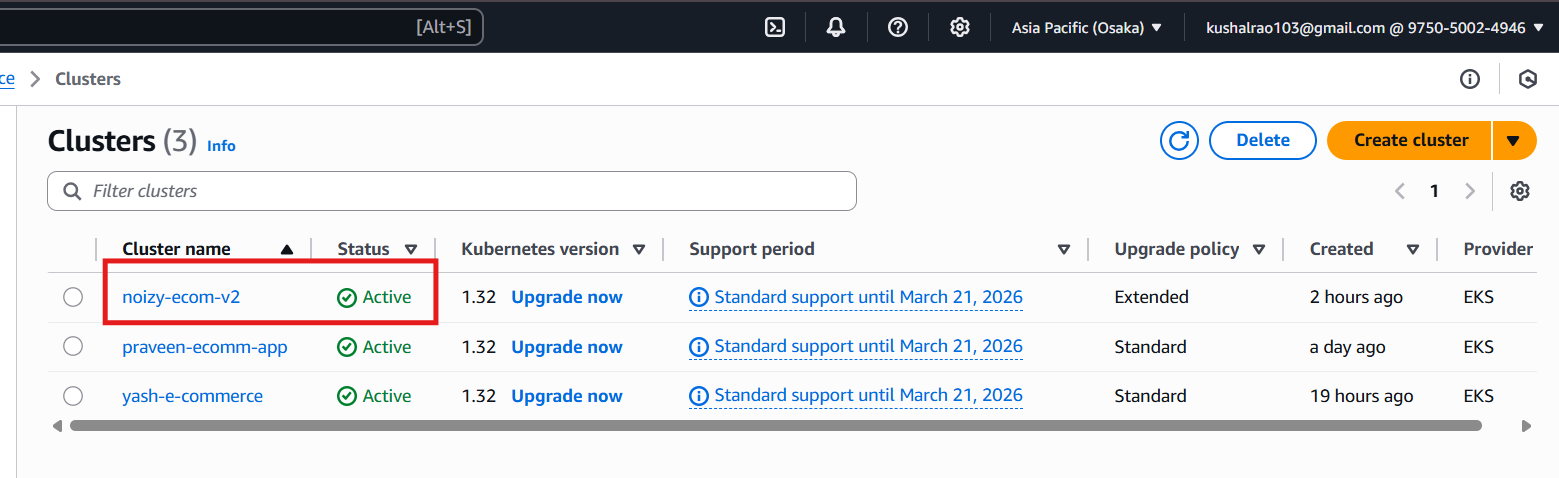 [Alt+S] Asia Pacific (Osaka) kushalrao103@gmail.com @ 9750-5002-4946
ce Clusters
Clusters (3) Info Delete Create cluster
Filter clusters 1
Cluster name Status Kubernetes version Support period Upgrade policy Created Provider
noizy-ecom-v2 Active 1.32 Upgrade now Standard support until March 21, 2026 Extended 2 hours ago EKS
praveen-ecomm-app Active 1.32 Upgrade now Standard support until March 21, 2026 Standard a day ago EKS
yash-e-commerce Active 1.32 Upgrade now Standard support until March 21, 2026 Standard 19 hours ago EKS